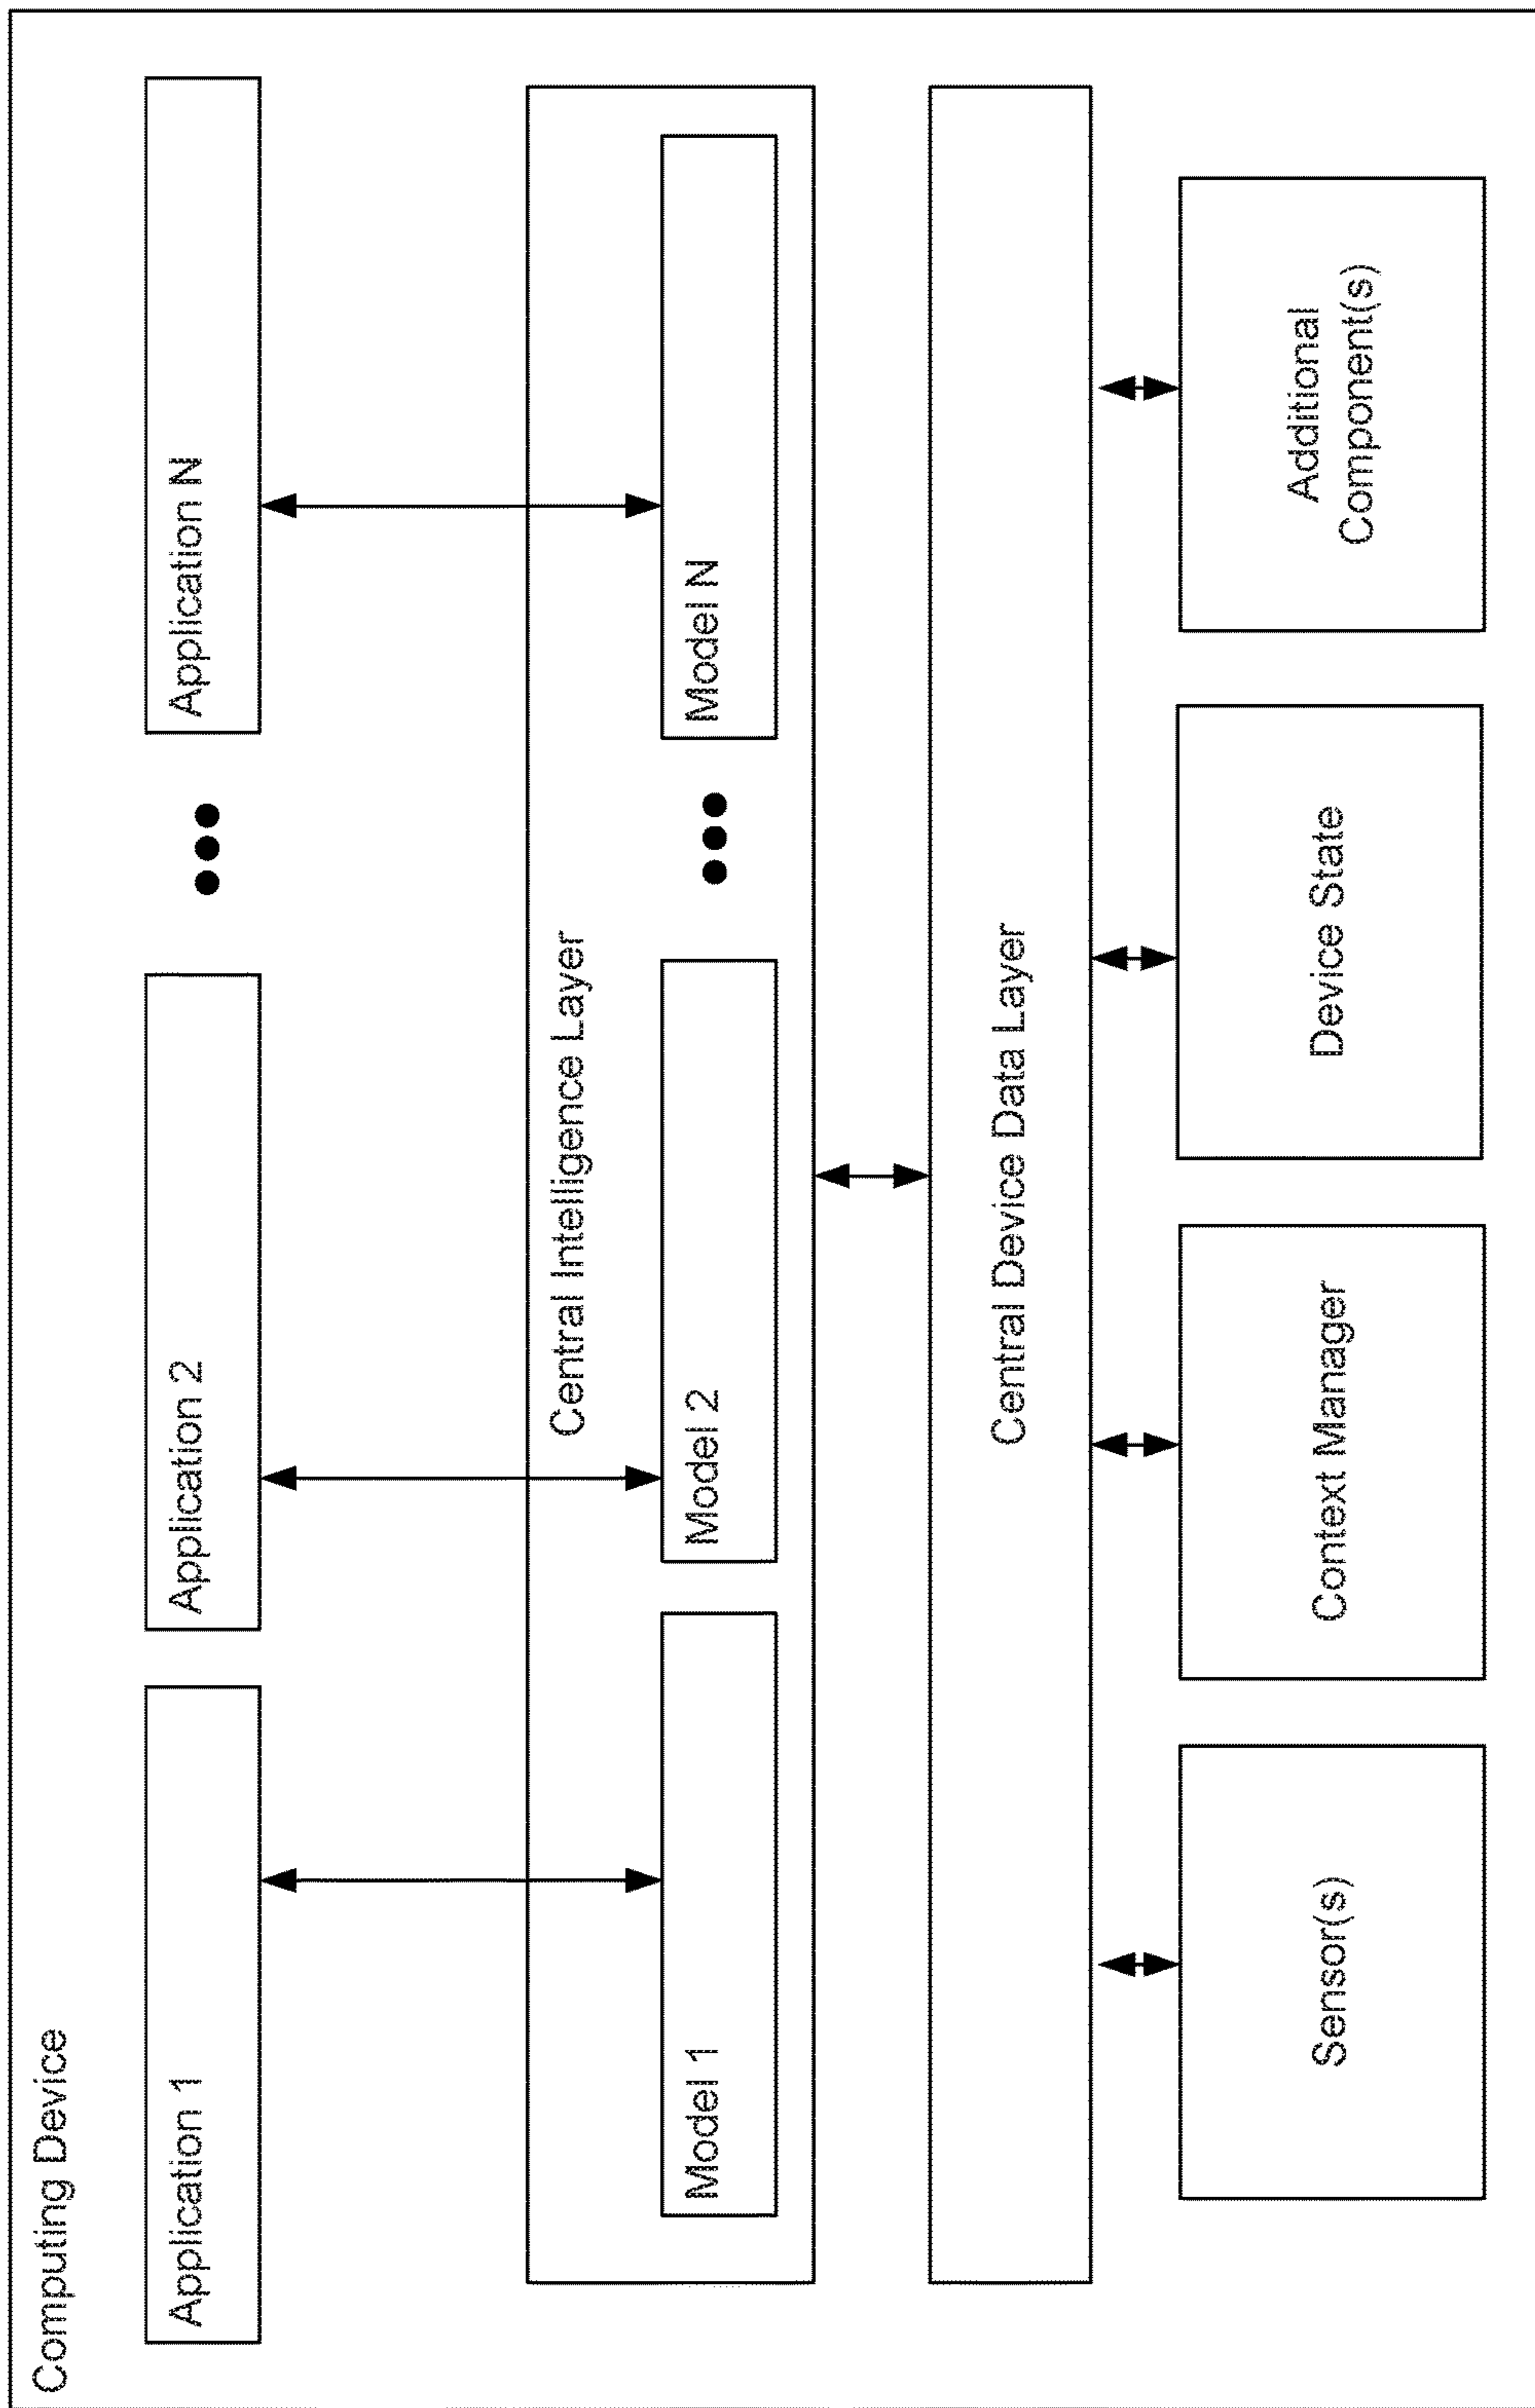 Computing Device
Application 1
Application 2
Application N
Central Intelligence Layer
Model 1
Model 2
Model N
Central Device Data Layer
Sensor(s)
Context Manager
Device State
Additional
Component(s)